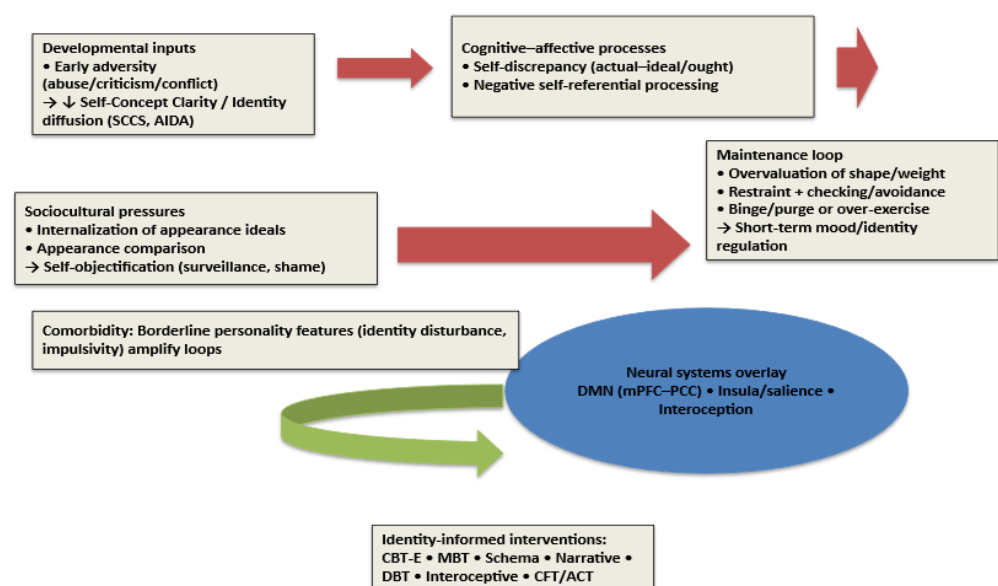 Developmental inputs
• Early adversity
(abuse/criticism/conflict)
→ ↓ Self-Concept Clarity / Identity
diffusion (SCCS, AIDA)
Cognitive–affective processes
• Self-discrepancy (actual–ideal/ought)
• Negative self-referential processing
Maintenance loop
• Overvaluation of shape/weight
• Restraint + checking/avoidance
• Binge/purge or over-exercise
→ Short-term mood/identity
regulation
Sociocultural pressures
• Internalization of appearance ideals
• Appearance comparison
→ Self-objectification (surveillance, shame)
Comorbidity: Borderline personality features (identity disturbance,
impulsivity) amplify loops
Neural systems overlay
DMN (mPFC–PCC) • Insula/salience •
Interoception
Identity-informed interventions:
CBT-E • MBT • Schema • Narrative •
DBT • Interoceptive • CFT/ACT